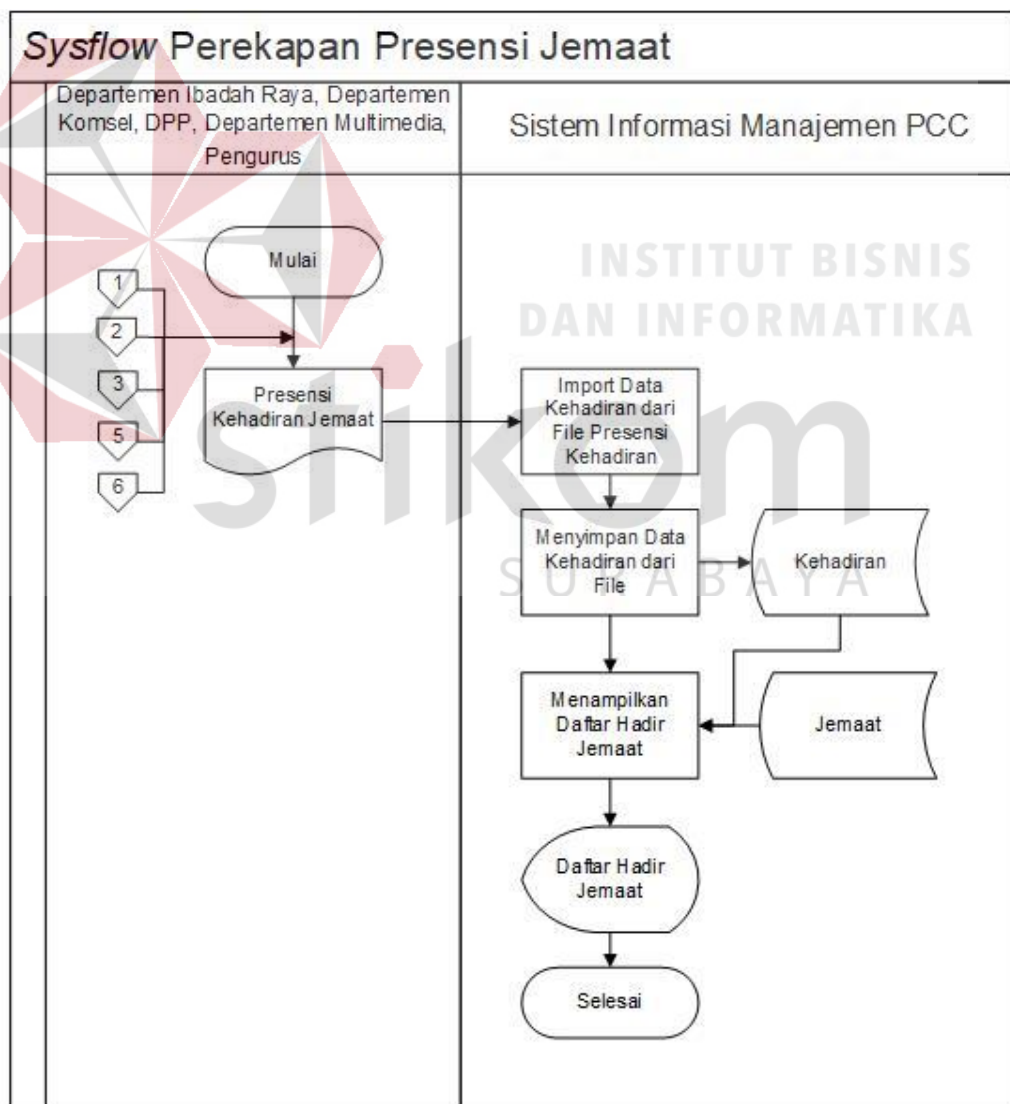 Sysflow Perekapan Presensi Jemaat
Departemen Ibadah Raya, Departemen
Komsel, DPP, Departemen Multimedia,
Pengurus
Sistem Informasi Manajemen PCC
INSTITUT BISNIS
DAN INFORMATIKA
stikom
SURABAYA
Mulai
1
2
3
5
6
Presensi
Kehadiran Jemaat
Import Data
Kehadiran dari
File Presensi
Kehadiran
Menyimpan Data
Kehadiran dari
File
Kehadiran
Menampilkan
Daftar Hadir
Jemaat
Jemaat
Daftar Hadir
Jemaat
Selesai